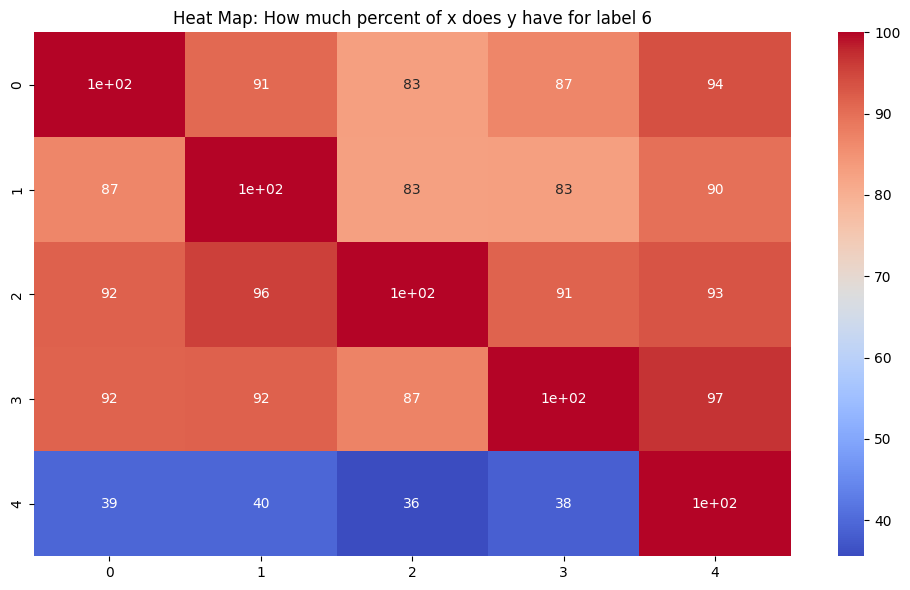 Heat Map: How much percent of x does y have for label 6
0 1e+02 91 83 87 94
1 87 1e+02 83 83 90
2 92 96 1e+02 91 93
3 92 92 87 1e+02 97
4 39 40 36 38 1e+02
0 1 2 3 4
100
90
80
70
60
50
40